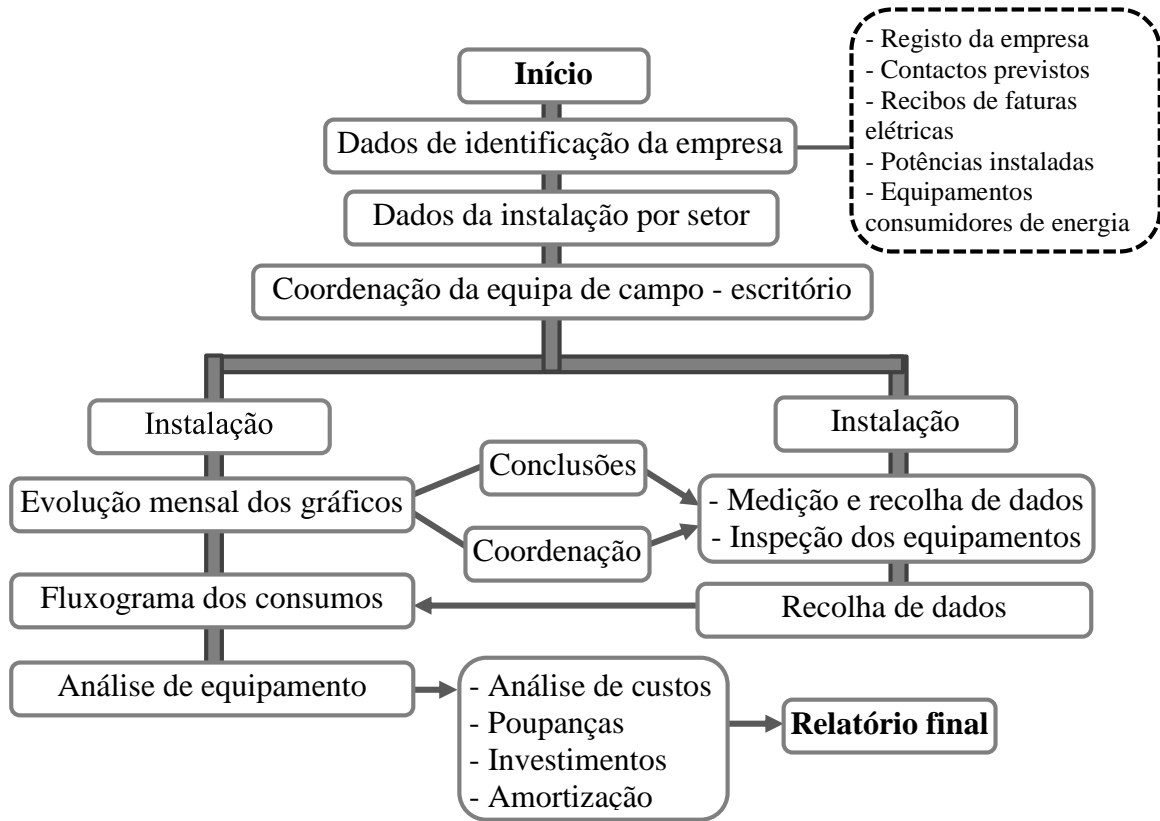 Início
- Registo da empresa
- Contactos previstos
- Recibos de faturas
elétricas
- Potências instaladas
- Equipamentos
consumidores de energia
Dados de identificação da empresa
Dados da instalação por setor
Coordenação da equipa de campo - escritório
Instalação
Instalação
Evolução mensal dos gráficos
Conclusões
Coordenação
- Medição e recolha de dados
- Inspeção dos equipamentos
Fluxograma dos consumos
Recolha de dados
Análise de equipamento
- Análise de custos
- Poupanças
- Investimentos
- Amortização
Relatório final